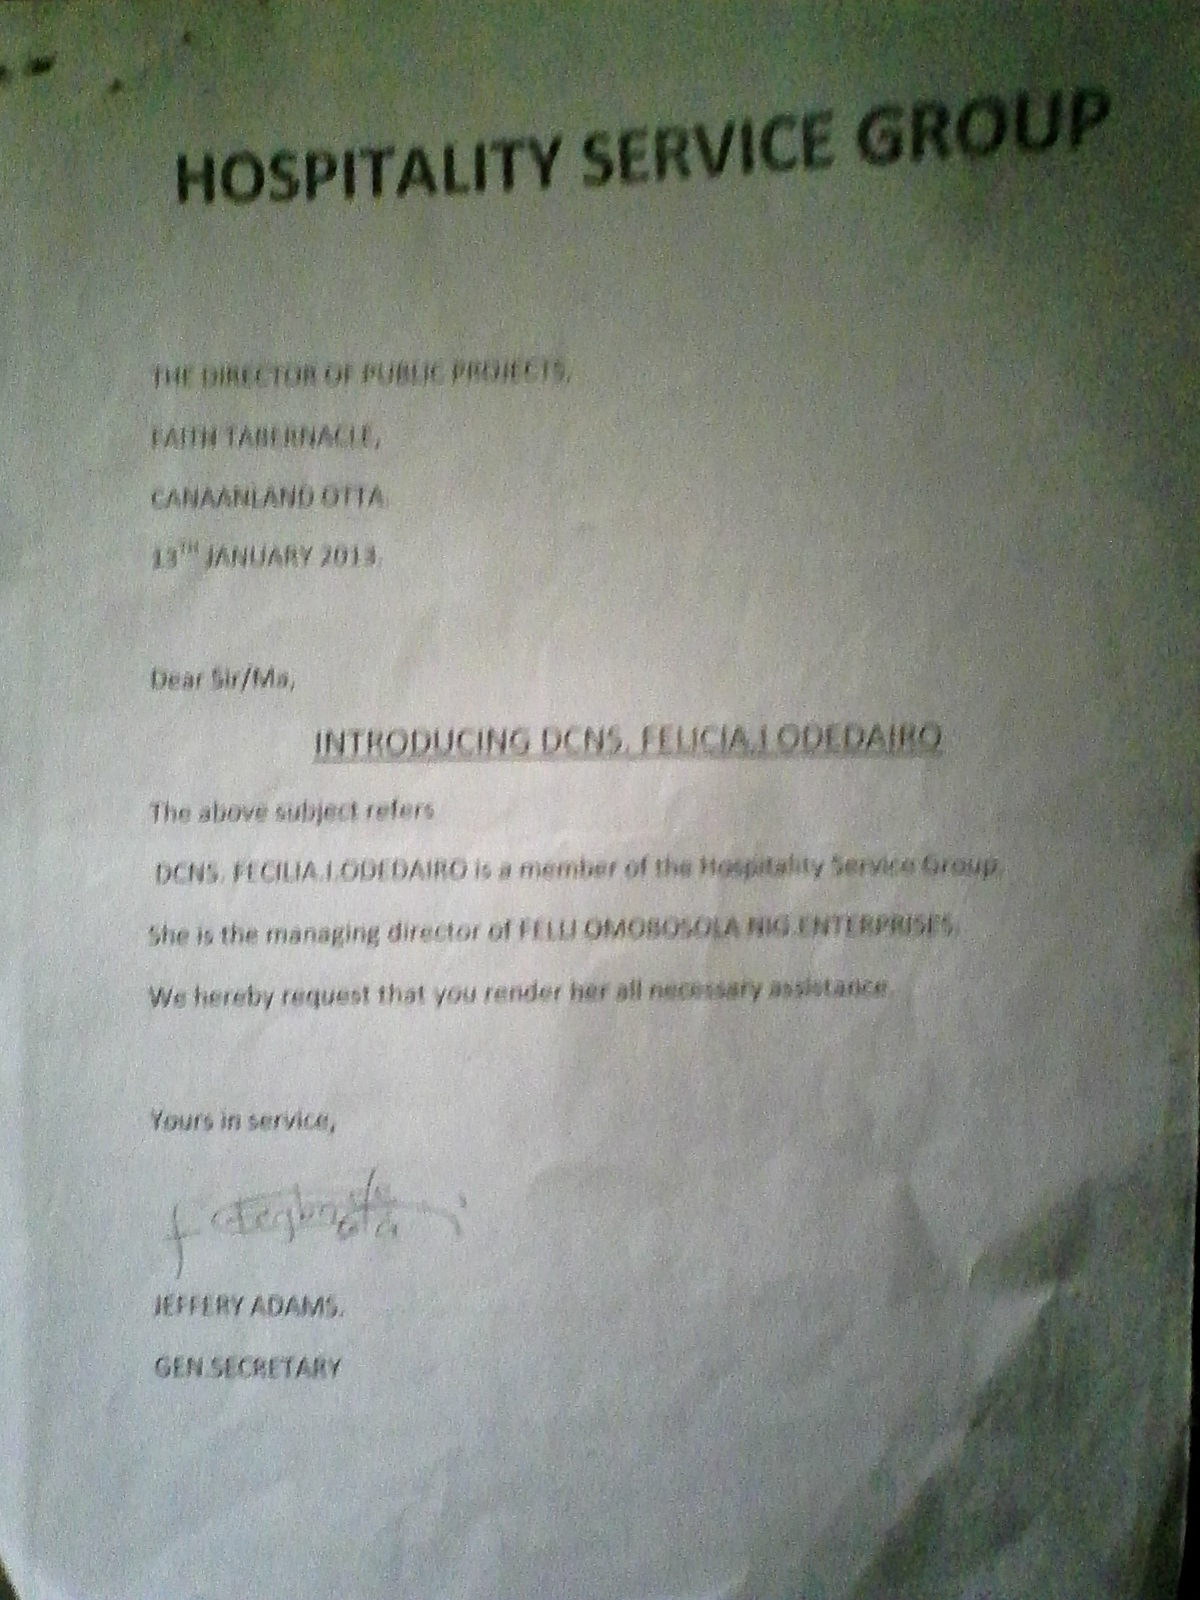 HOSPITALITY SERVICE GROUP
THE DIRECTOR OF PUBLIC PROJECTS,
FAITH TABERNACLE,
CANAANLAND OTTA.
13TH JANUARY 2013.
Dear Sir/Ma,
INTRODUCING DCNS. FELICIA.I.ODEDAIRO
The above subject refers
DCNS. FECILIA.I.ODEDAIRO is a member of the Hospitality Service Group.
She is the managing director of OMOBOSOLA NIG.ENTERPRISES.
We hereby request that you render her all necessary assistance.
Yours in service,
JEFFERY ADAMS.
GEN.SECRETARY